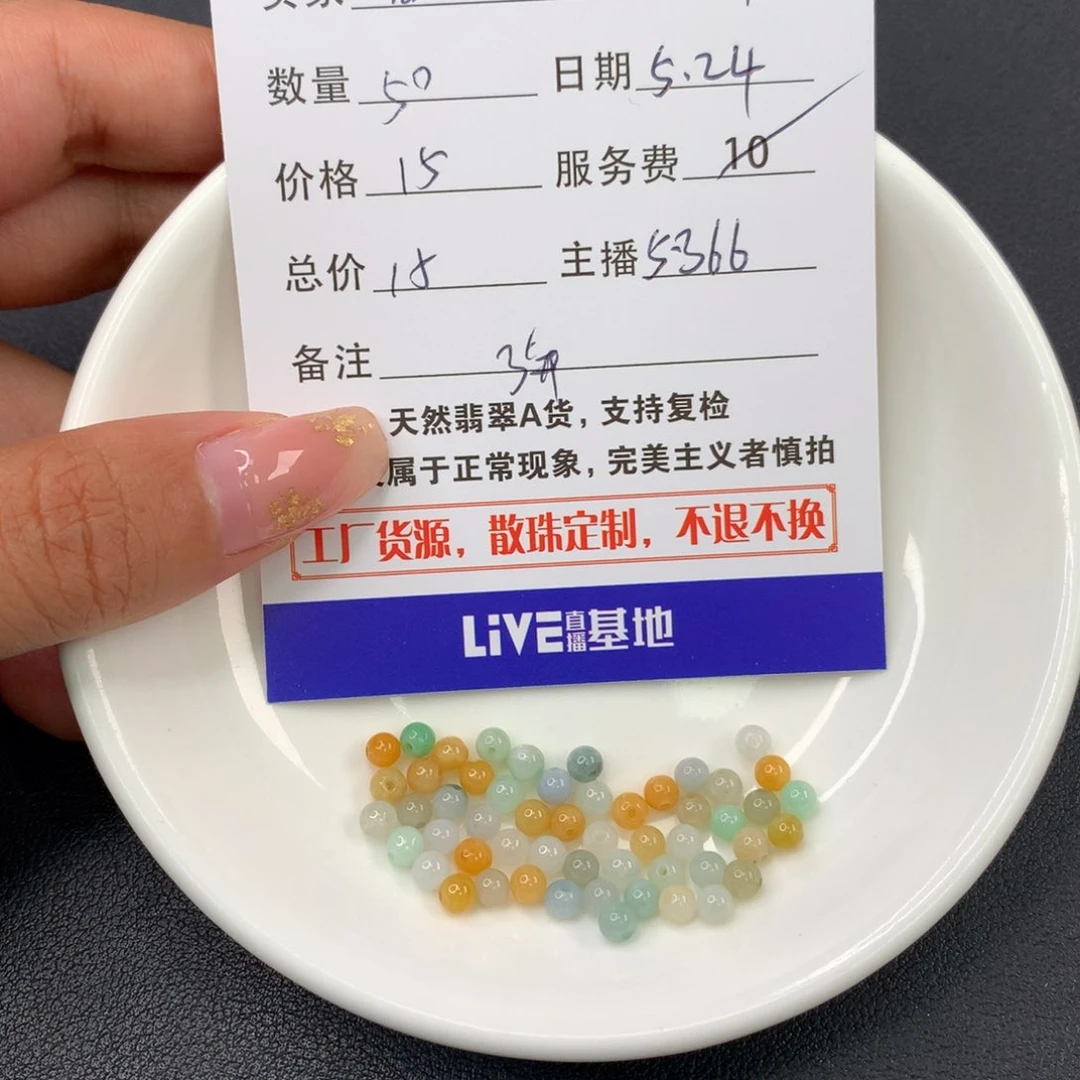 数量 50 日期 5.24
价格 15 服务费 10
总价 15 主播 5366
备注
天然翡翠A货，支持复检
属于正常现象，完美主义者慎拍
工厂货源，散珠定制，不退不换
LiVE直播基地